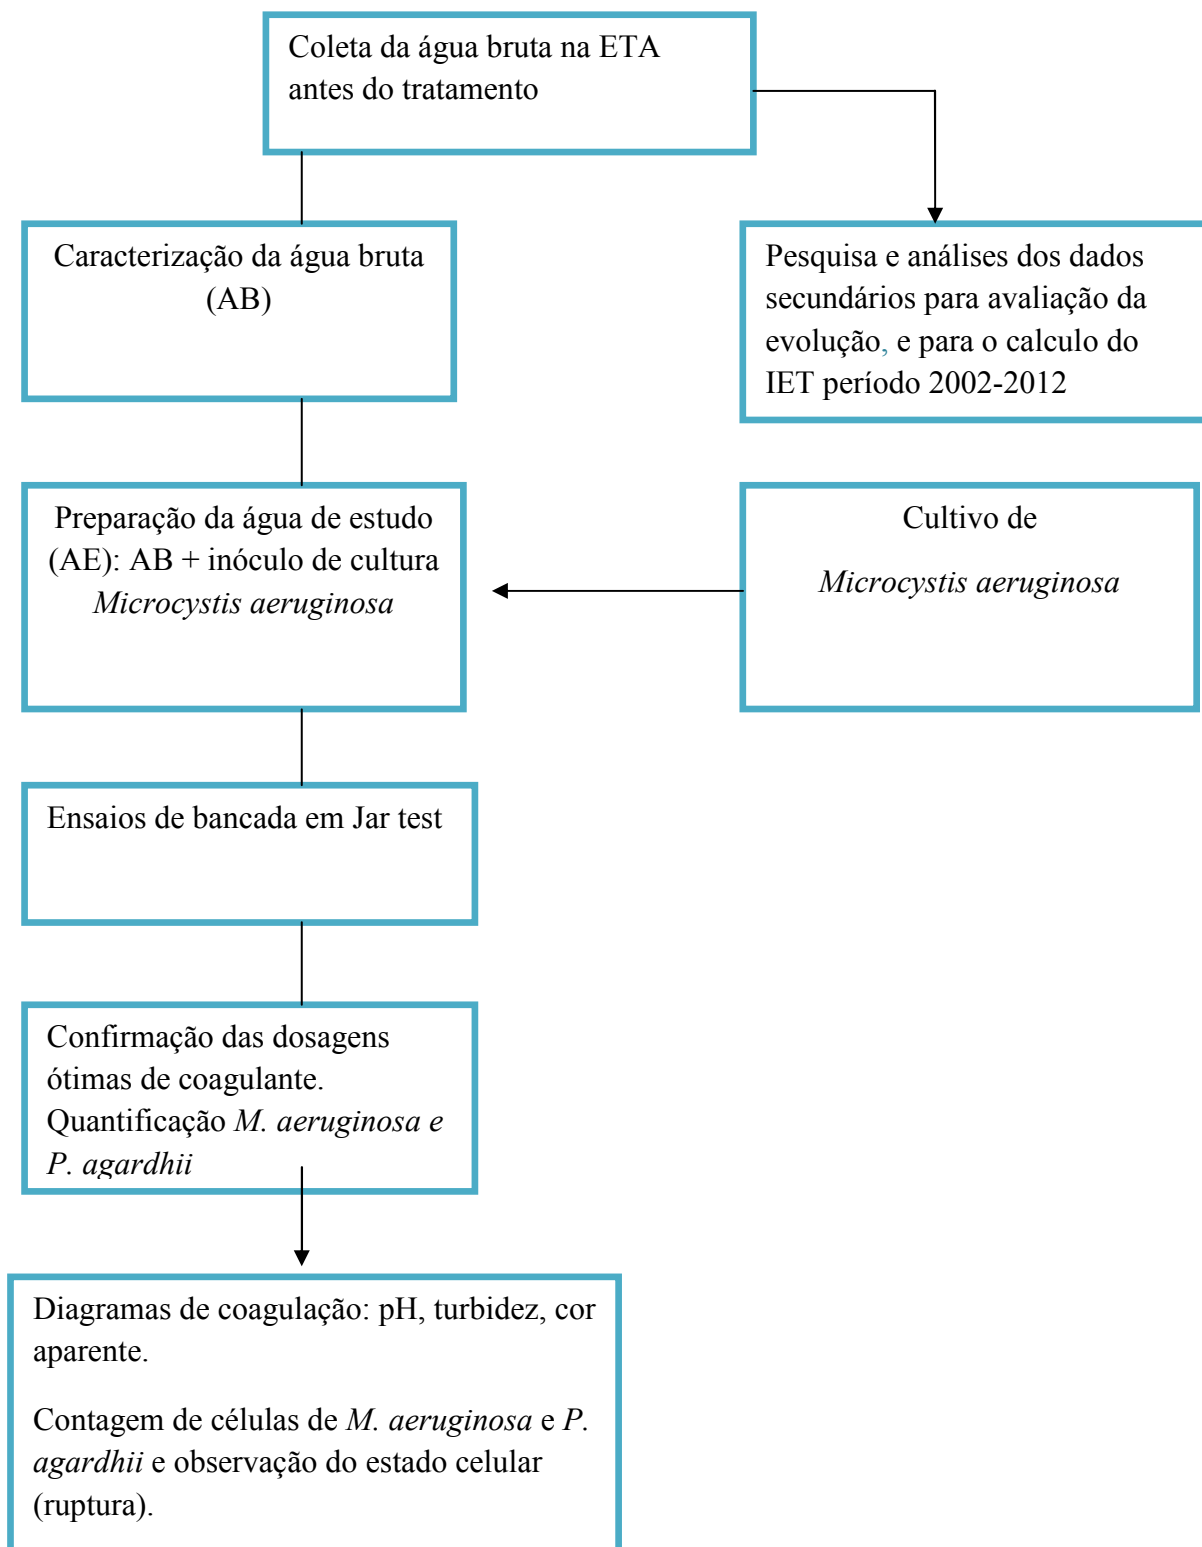 Coleta da água bruta na ETA
antes do tratamento
Caracterização da água bruta
(AB)
Pesquisa e análises dos dados
secundários para avaliação da
evolução, e para o calculo do
IET período 2002-2012
Preparação da água de estudo
(AE): AB + inóculo de cultura
Microcystis aeruginosa
Cultivo de
Microcystis aeruginosa
Ensaios de bancada em Jar test
Confirmação das dosagens
ótimas de coagulante.
Quantificação M. aeruginosa e
P. agardhii
Diagramas de coagulação: pH, turbidez, cor
aparente.
Contagem de células de M. aeruginosa e P.
agardhii e observação do estado celular
(ruptura).